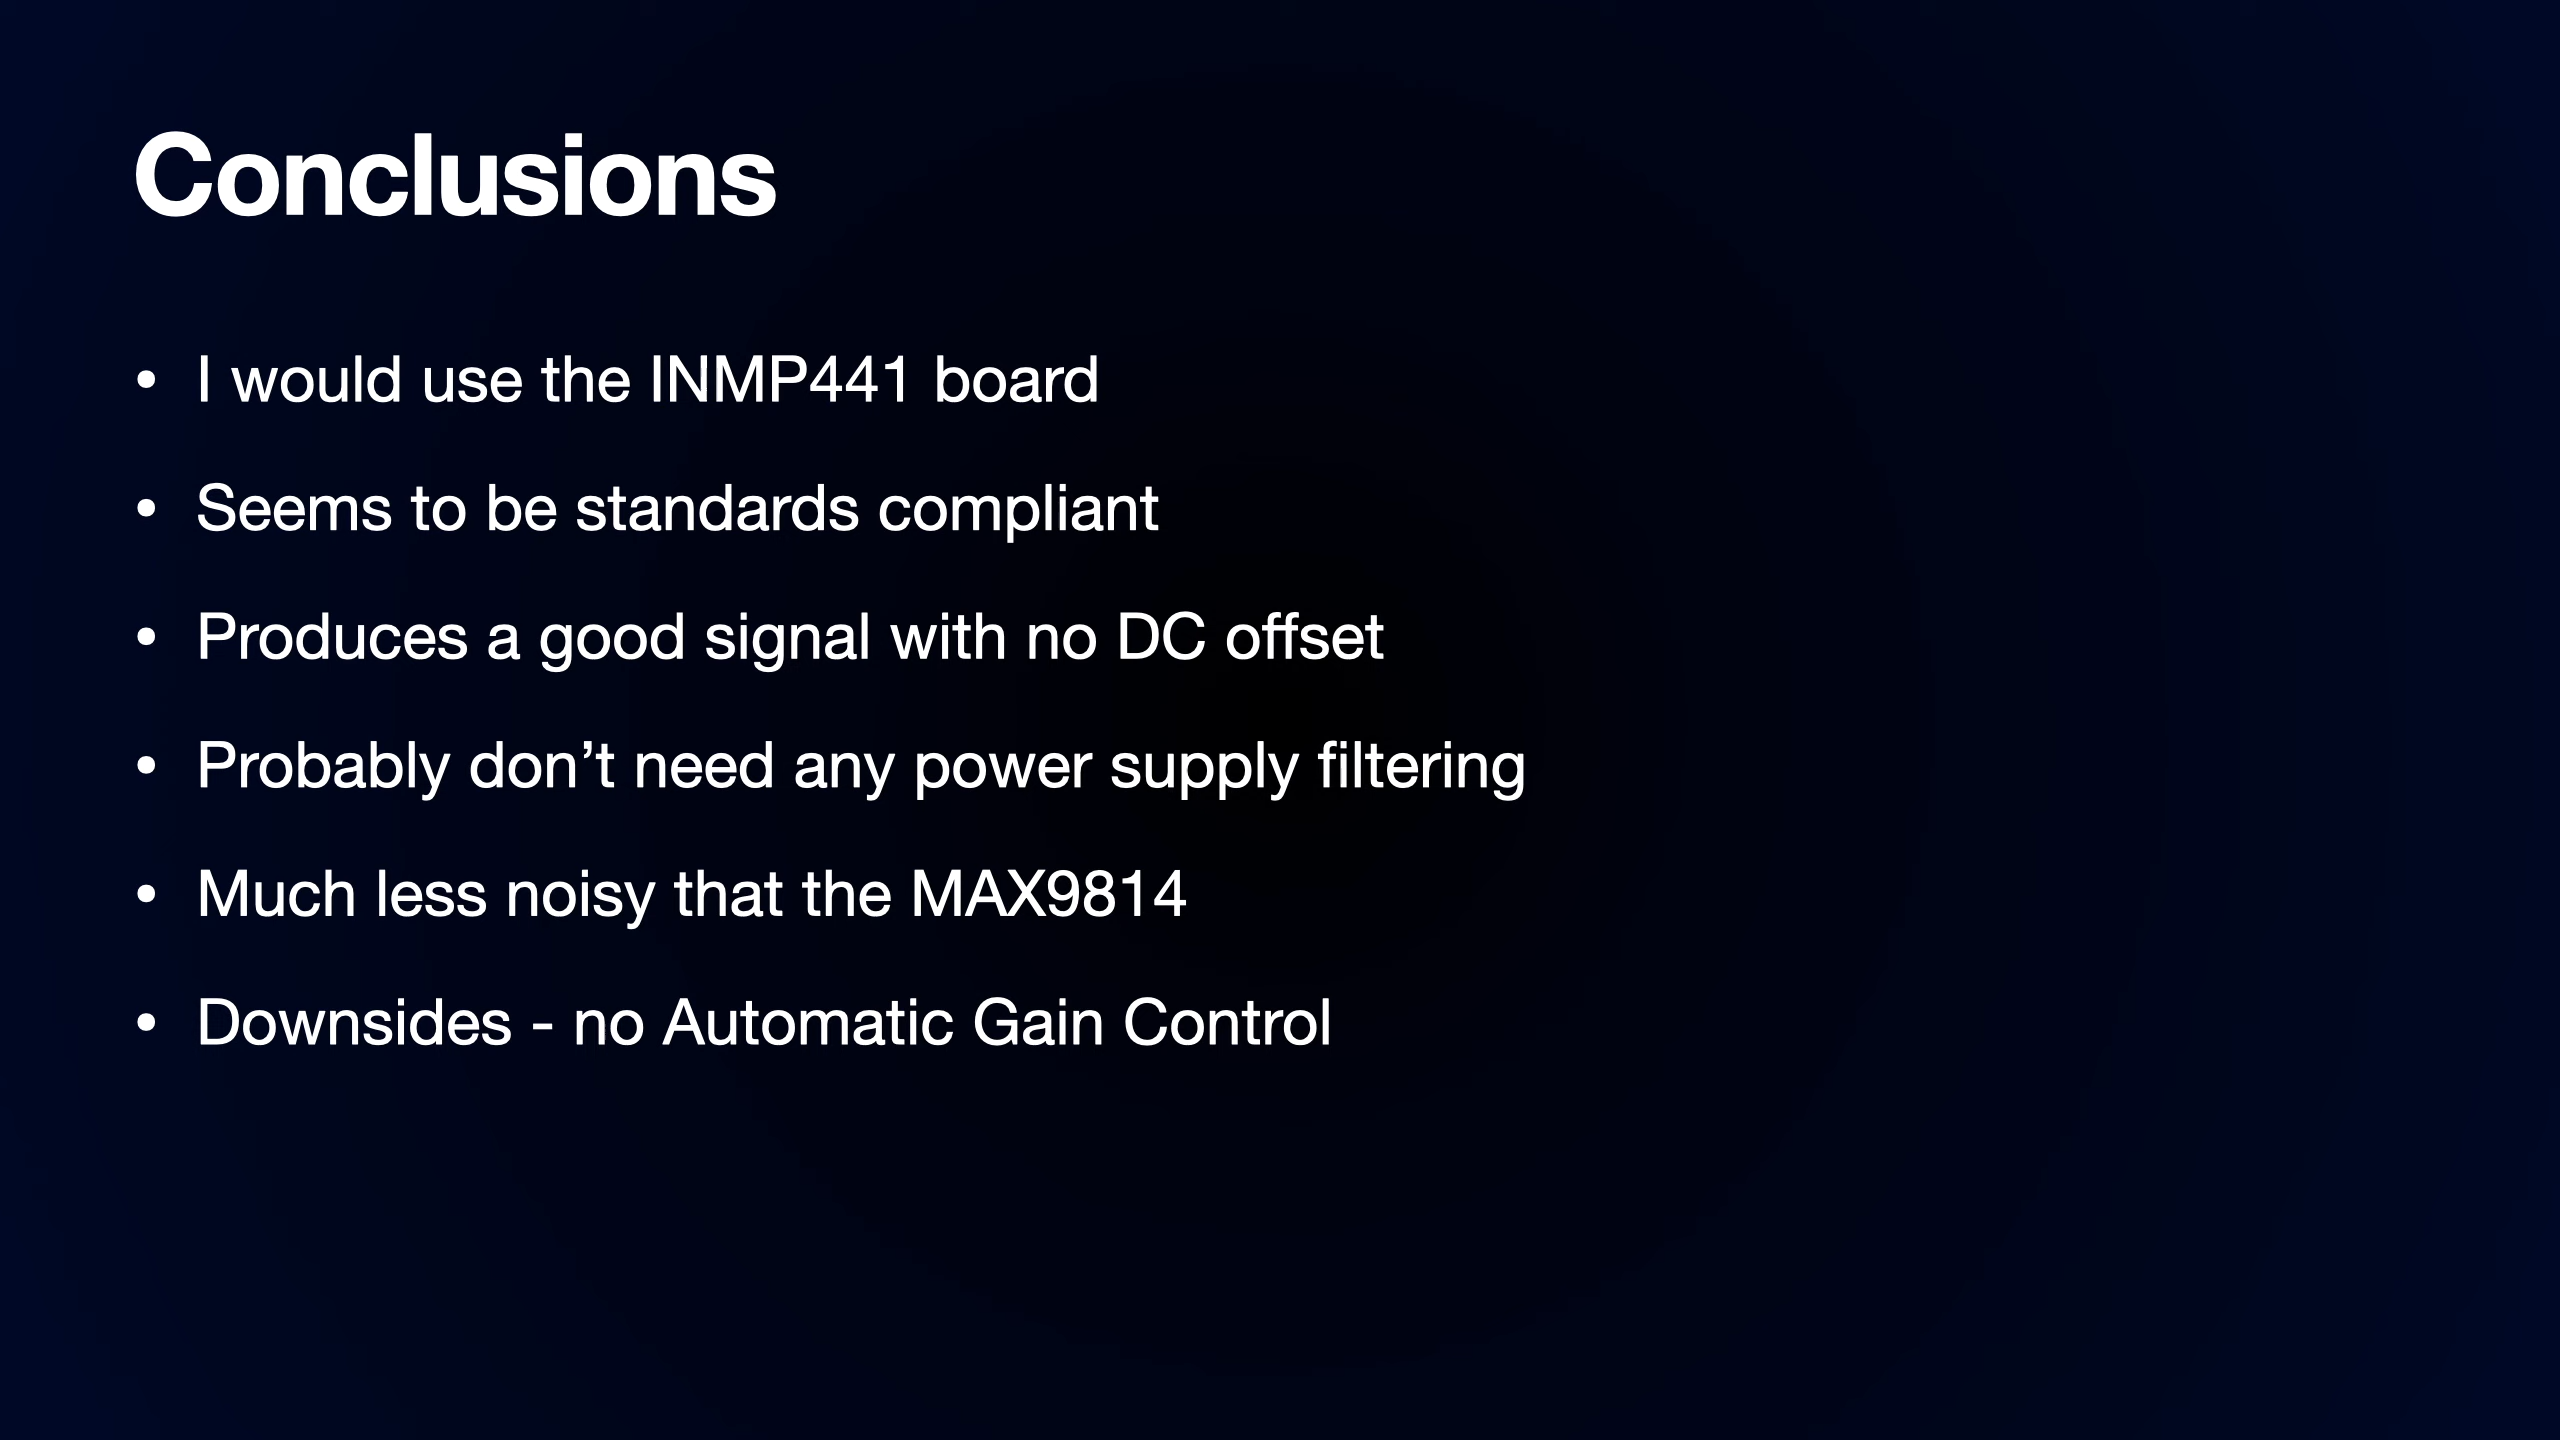 Conclusions
• I would use the INMP441 board
• Seems to be standards compliant
• Produces a good signal with no DC offset
• Probably don’t need any power supply filtering
• Much less noisy that the MAX9814
• Downsides - no Automatic Gain Control